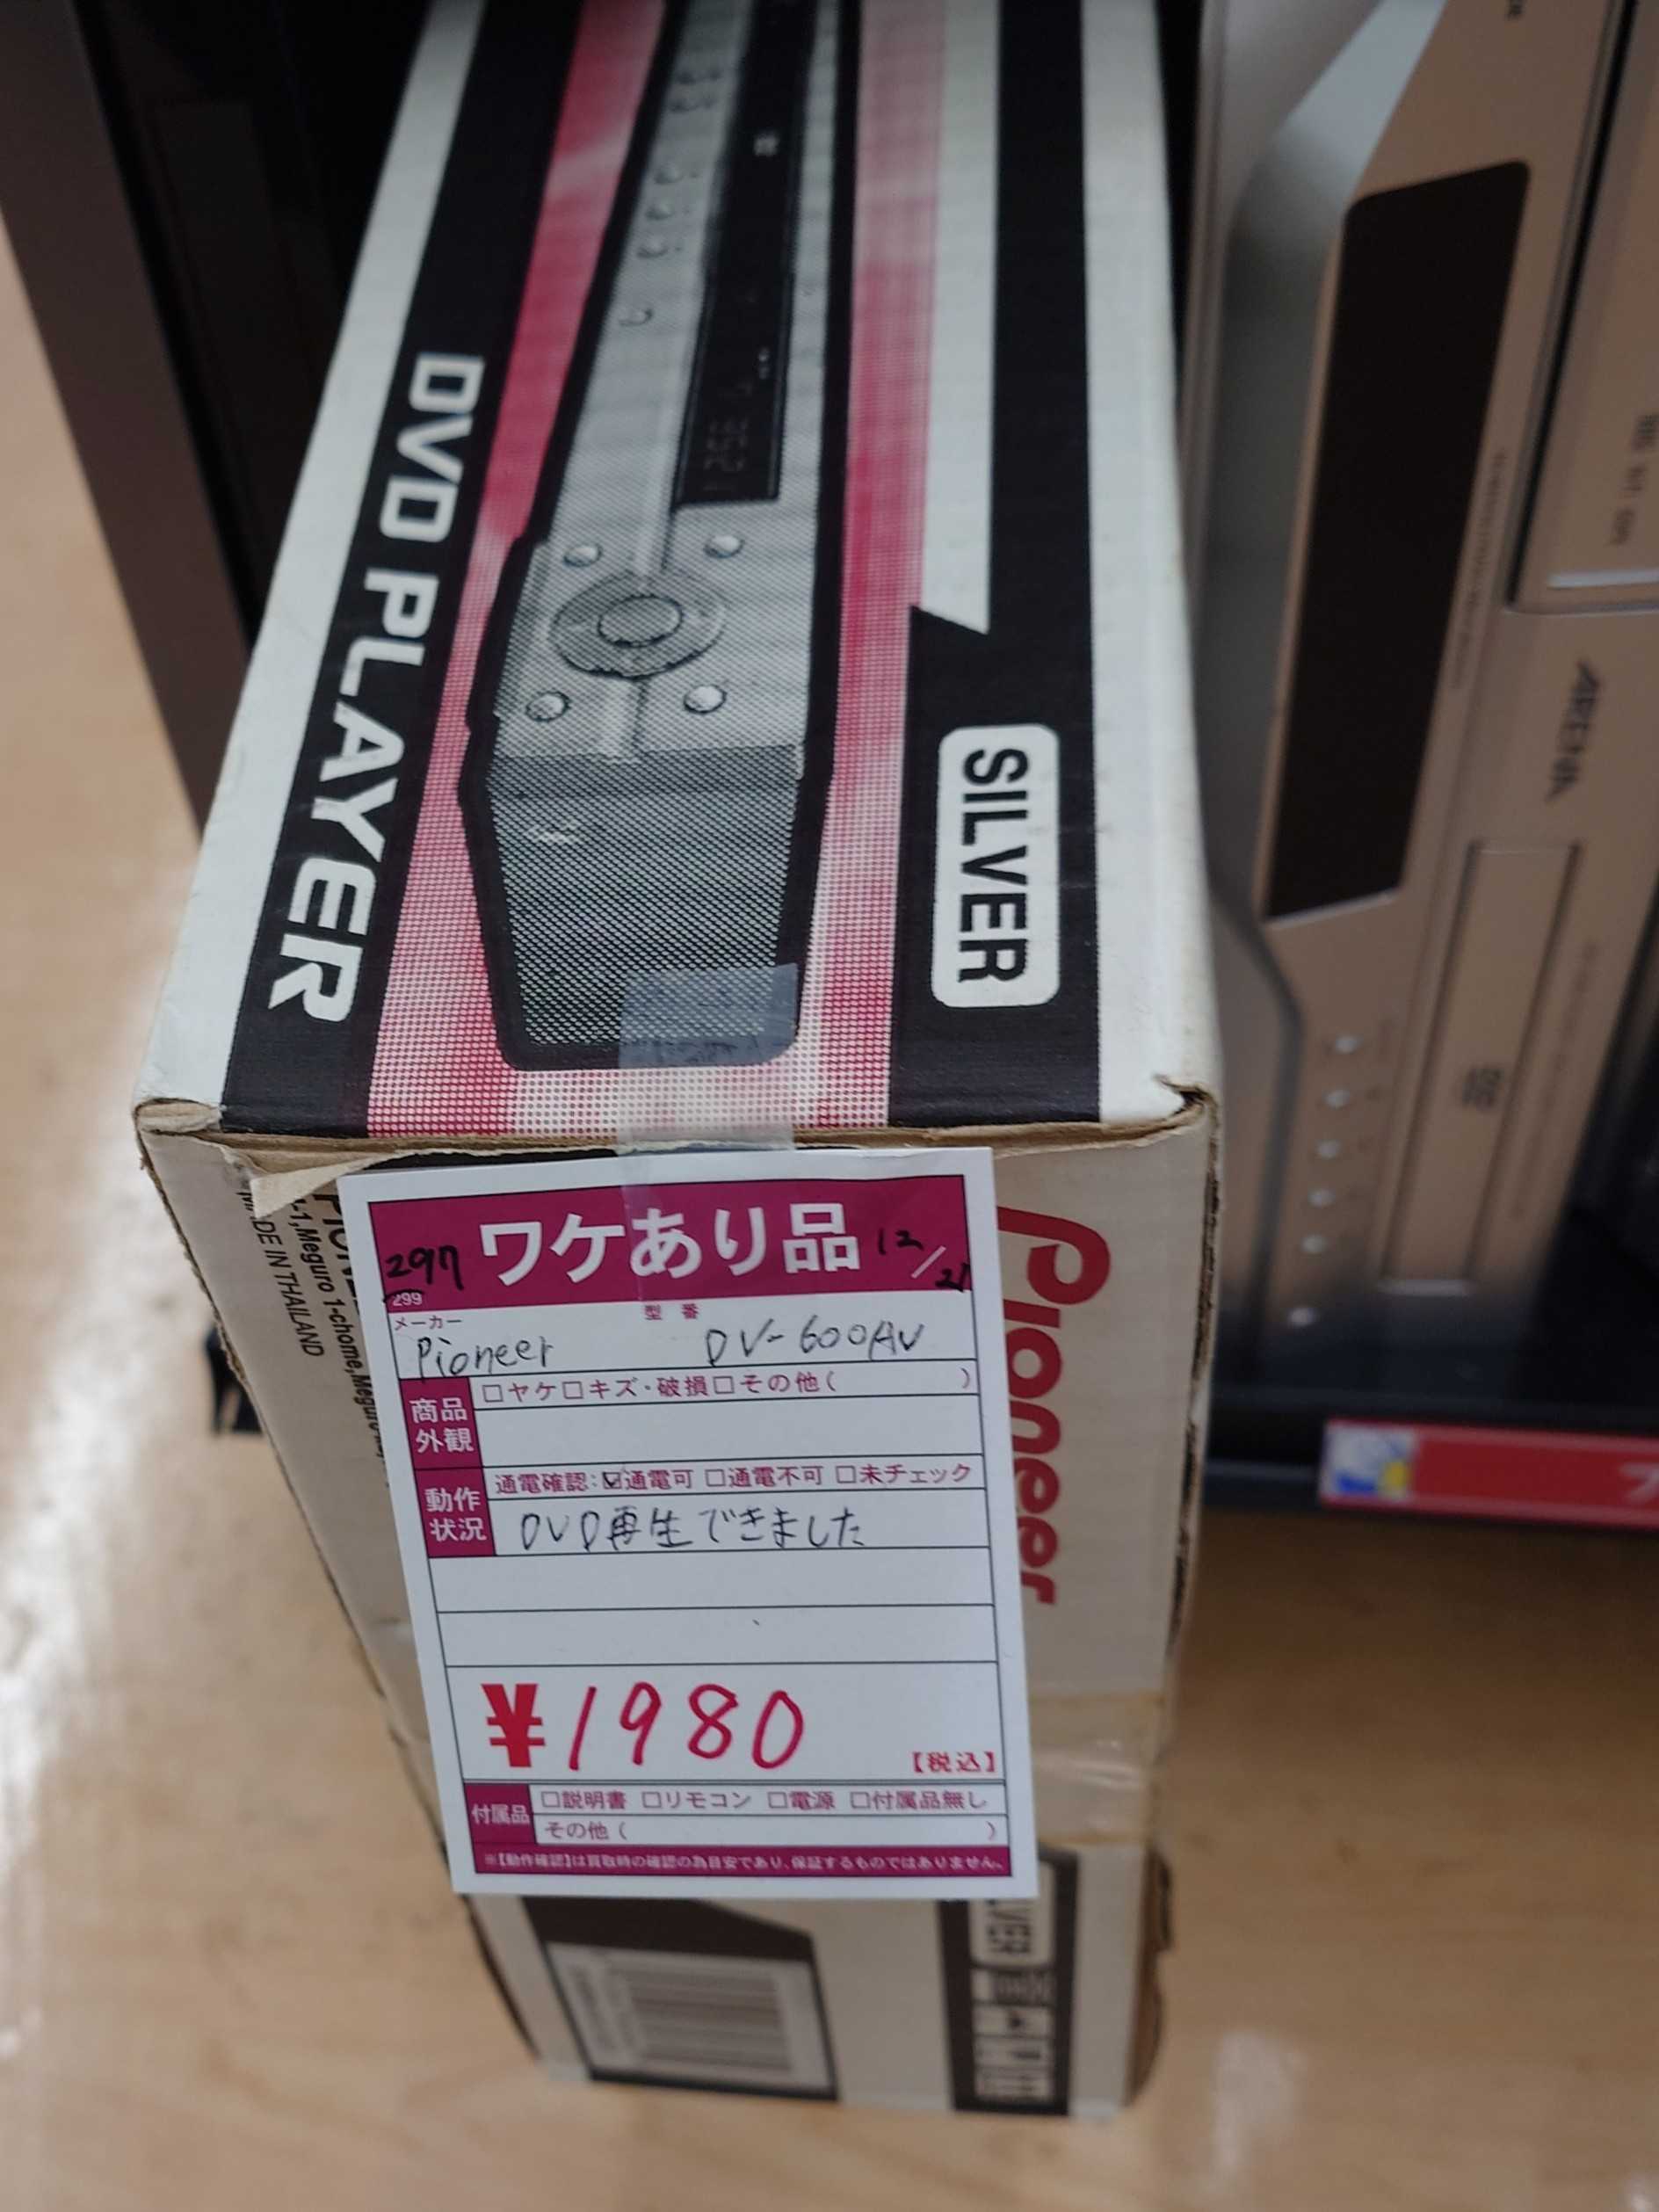 DVD PLAYER
SILVER
ARENA
Pioneer
1-chome,Meguro
MADE IN THAILAND
297 ワケあり品 12/21
299
メーカー 型番
Pioneer DV-600AV
商品外観 □ヤケ□キズ・破損□その他( )
動作状況 通電確認:☑通電可 □通電不可 □未チェック
DVD再生できました
¥1980
【税込】
付属品 □説明書 □リモコン □電源 □付属品無し
その他( )
※【動作確認】は買取時の確認の為目安であり、保証するものではありません。